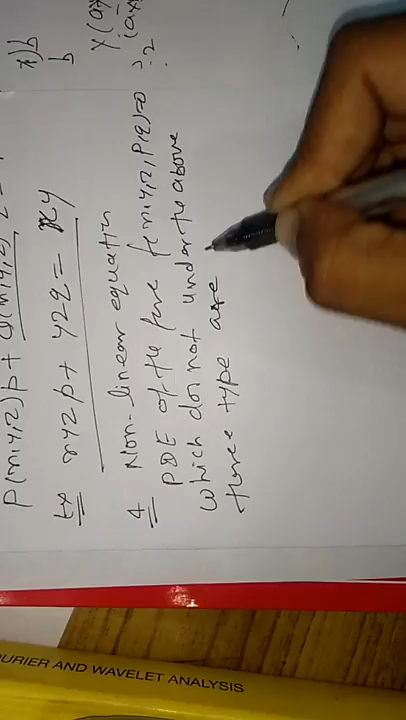 P(x,y,z)p + Q(x,y,z)
Ex xyzp + yzq = xy
4 Non-linear equation
PDE of the form f(x,y,z,p,q)=0
which do not under the above
three type are
OURIER AND WAVELET ANALYSIS